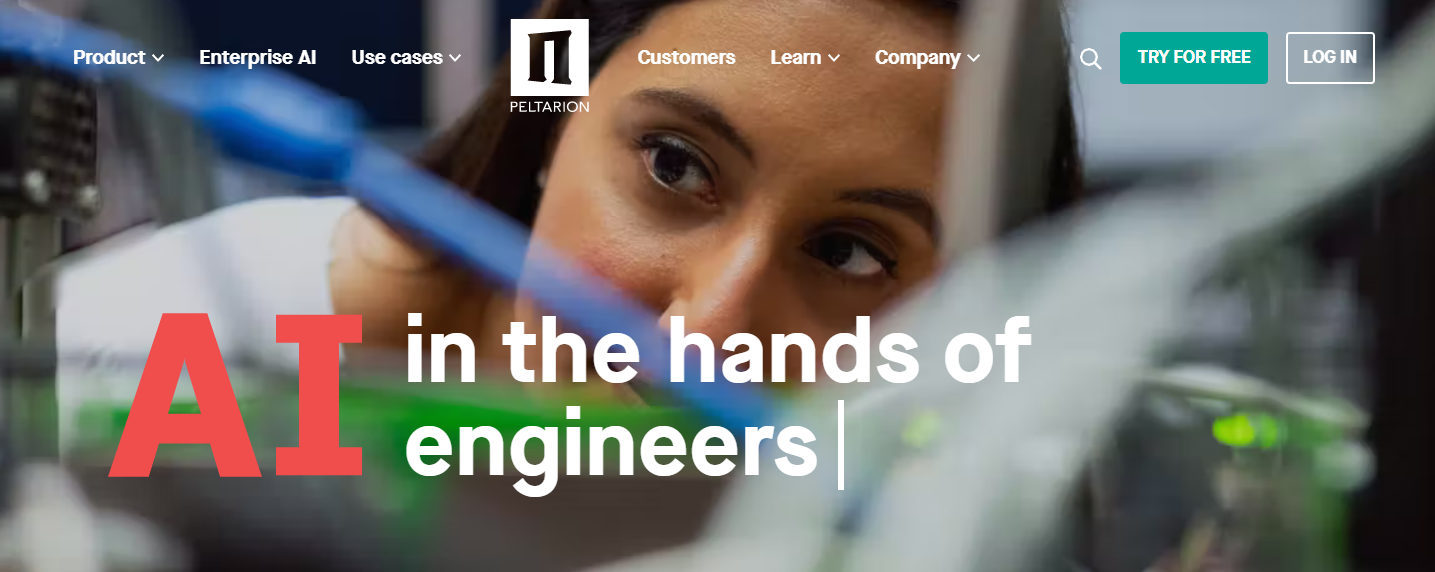 Product
Enterprise AI
Use cases
PELTARION
Customers
Learn
Company
TRY FOR FREE
LOG IN
AI in the hands of
engineers